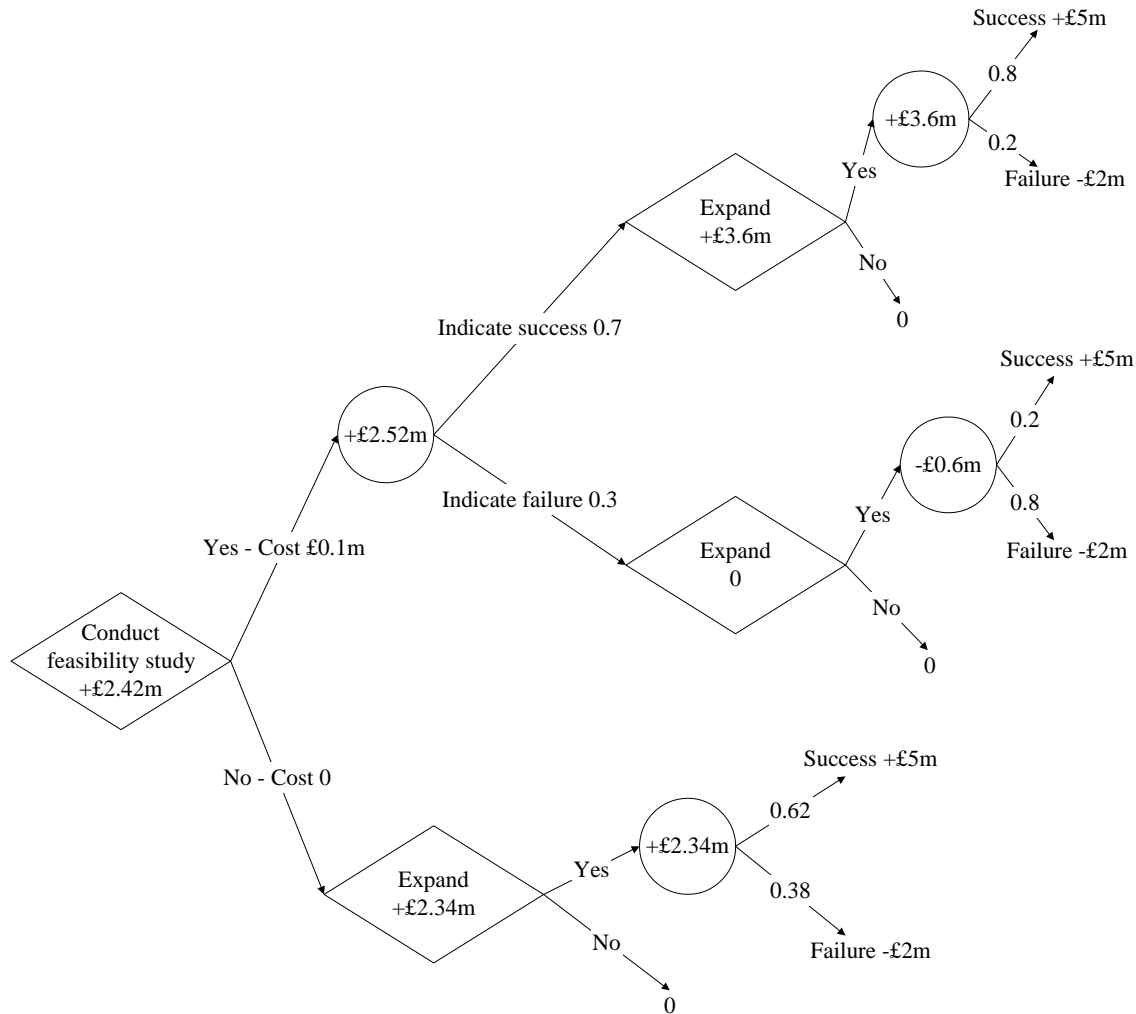 Success +£5m
0.8
+£3.6m
0.2
Failure -£2m
Yes
Expand
+£3.6m
No
0
Indicate success 0.7
Success +£5m
0.2
+£2.52m
-£0.6m
Indicate failure 0.3
0.8
Yes
Failure -£2m
Yes - Cost £0.1m
Expand
0
No
0
Conduct
feasibility study
+£2.42m
Success +£5m
No - Cost 0
0.62
+£2.34m
Yes
Expand
+£2.34m
0.38
No
Failure -£2m
0